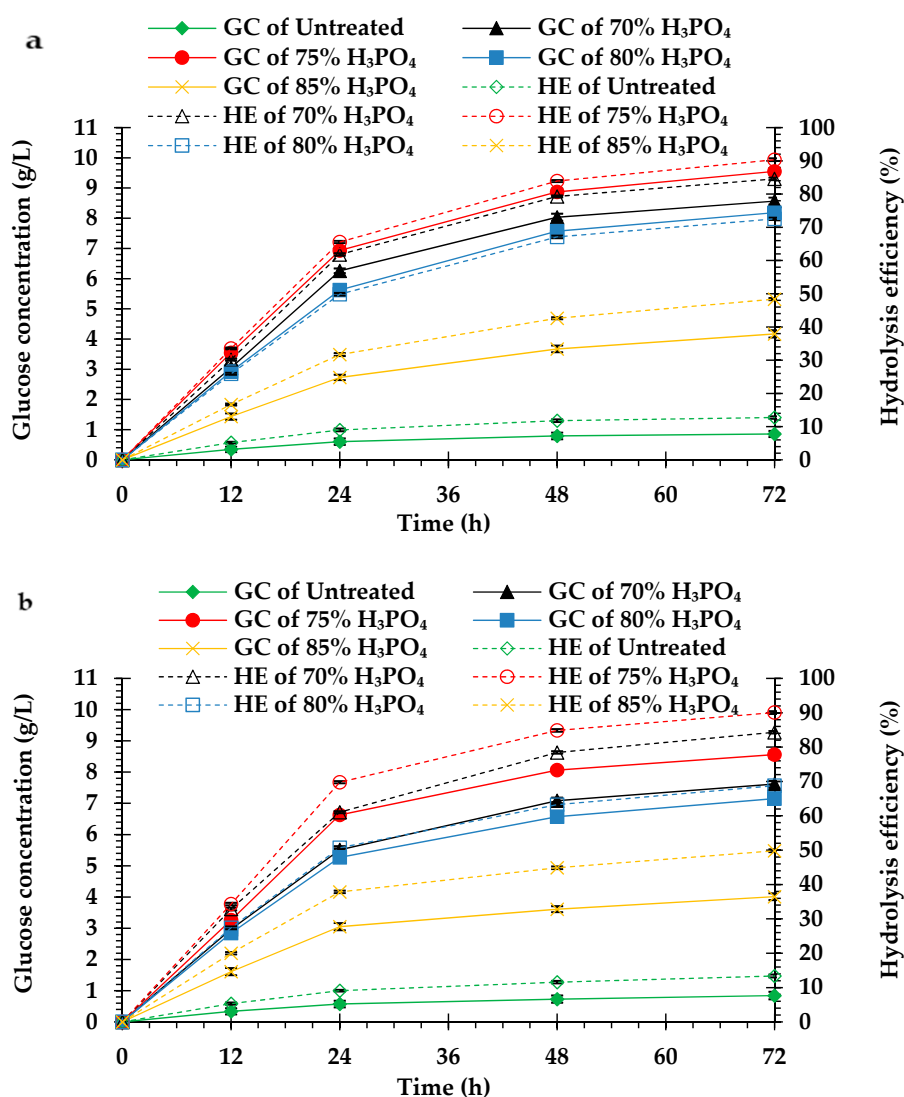 a
GC of Untreated GC of 70% H₃PO₄
GC of 75% H₃PO₄ GC of 80% H₃PO₄
GC of 85% H₃PO₄ HE of Untreated
HE of 70% H₃PO₄ HE of 75% H₃PO₄
HE of 80% H₃PO₄ HE of 85% H₃PO₄
Glucose concentration (g/L)
11
10
9
8
7
6
5
4
3
2
1
0
100
90
80
70
60
50
40
30
20
10
0
Hydrolysis efficiency (%)
0 12 24 36 48 60 72
Time (h)
b
GC of Untreated GC of 70% H₃PO₄
GC of 75% H₃PO₄ GC of 80% H₃PO₄
GC of 85% H₃PO₄ HE of Untreated
HE of 70% H₃PO₄ HE of 75% H₃PO₄
HE of 80% H₃PO₄ HE of 85% H₃PO₄
Glucose concentration (g/L)
11
10
9
8
7
6
5
4
3
2
1
0
100
90
80
70
60
50
40
30
20
10
0
Hydrolysis efficiency (%)
0 12 24 36 48 60 72
Time (h)